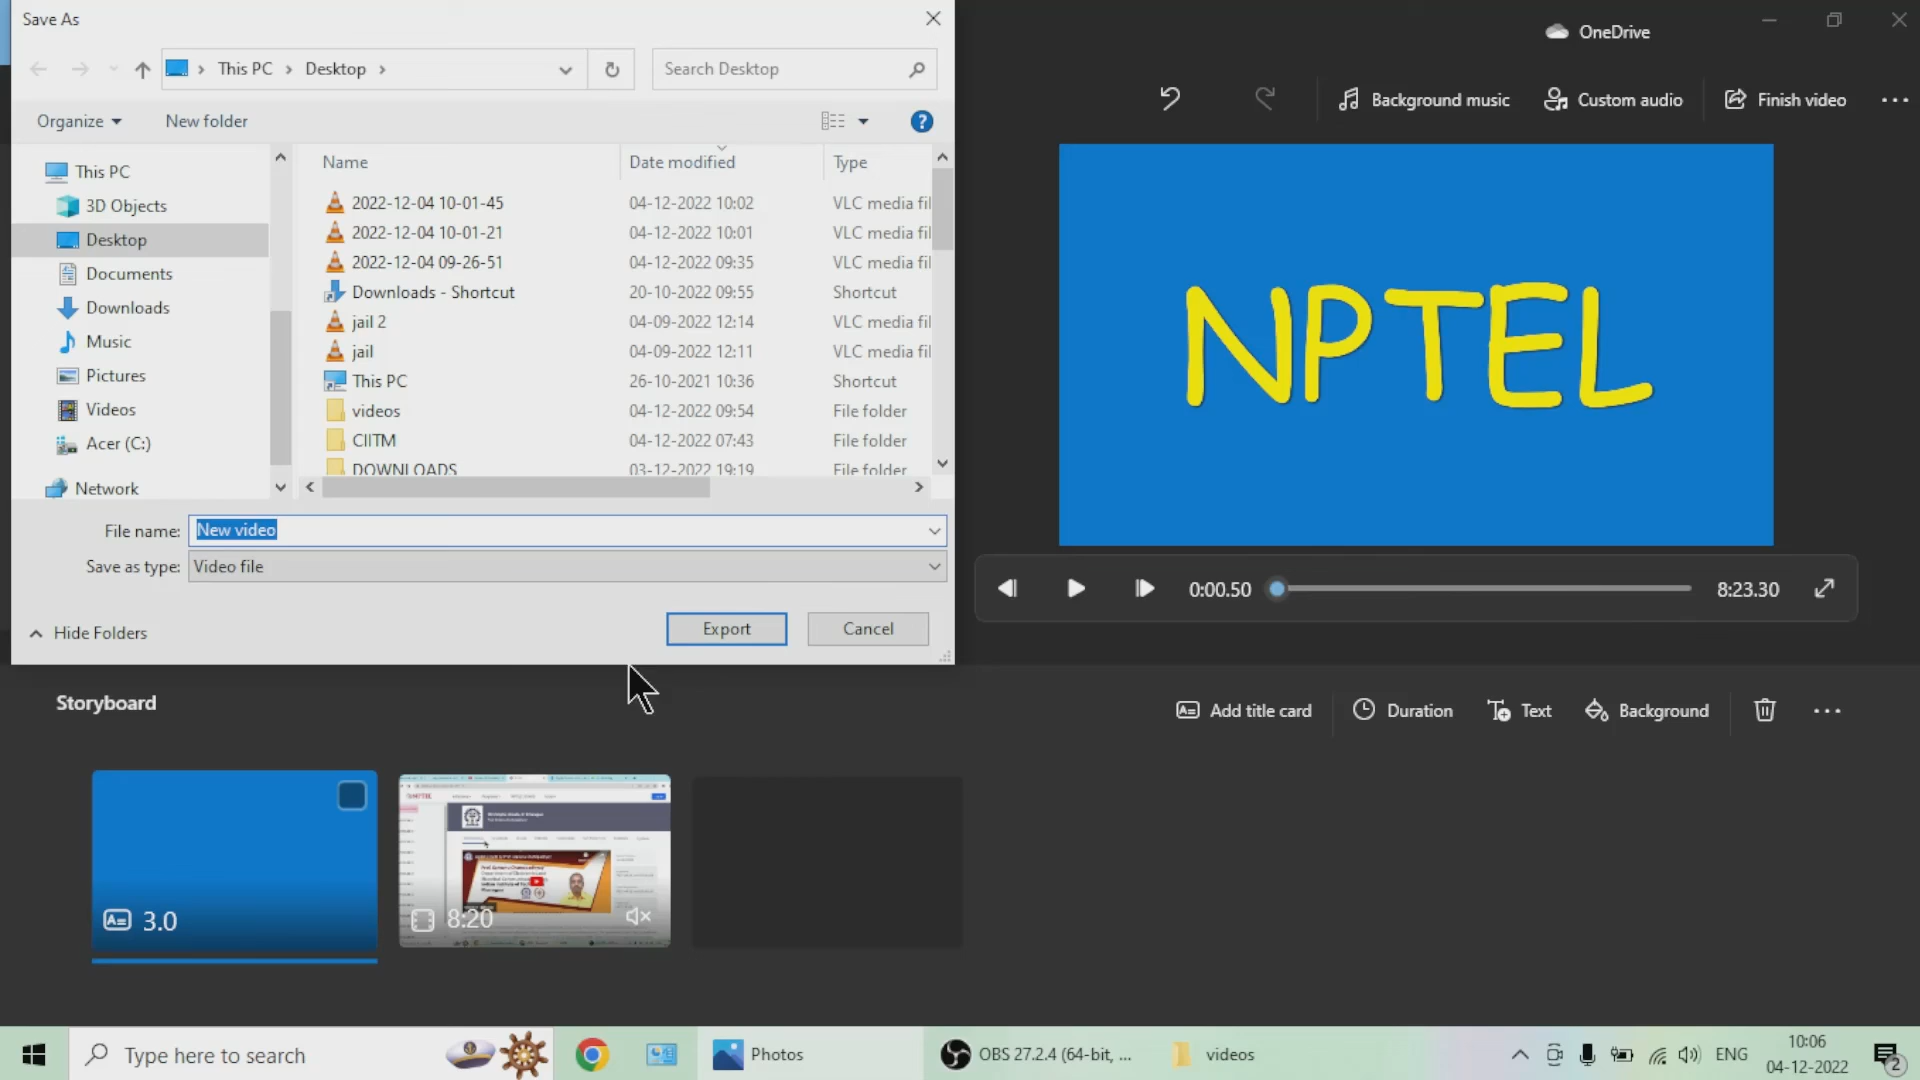 Save As
OneDrive
This PC
Desktop
Search Desktop
Background music
Custom audio
Finish video
Organize
New folder
Name
Date modified
Type
This PC
3D Objects
Desktop
Documents
Downloads
Music
Pictures
Videos
Acer (C:)
Network
2022-12-04 10-01-45 04-12-2022 10:02 VLC media fil
2022-12-04 10-01-21 04-12-2022 10:01 VLC media fil
2022-12-04 09-26-51 04-12-2022 09:35 VLC media fil
Downloads - Shortcut 20-10-2022 09:55 Shortcut
jail 2 04-09-2022 12:14 VLC media fil
jail 04-09-2022 12:11 VLC media fil
This PC 26-10-2021 10:36 Shortcut
videos 04-12-2022 09:54 File folder
CIITM 04-12-2022 07:43 File folder
DOWNLOADS 03-12-2022 19:19 File folder
NPTEL
File name: New video
Save as type: Video file
0:00.50
8:23.30
Hide Folders
Export
Cancel
Storyboard
Add title card
Duration
Text
Background
3.0
8:20
Type here to search
Photos
OBS 27.2.4 (64-bit, ...
videos
ENG
10:06
04-12-2022
2